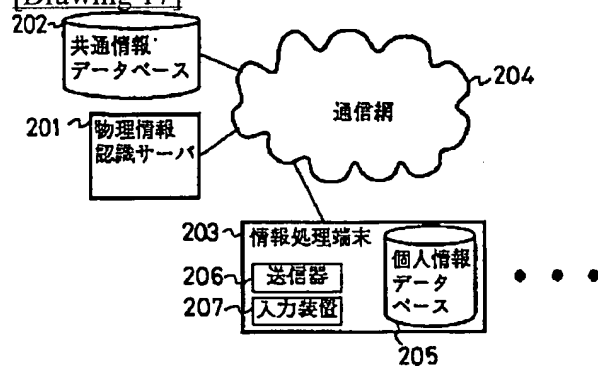 [Drawing 17]
202
共通情報
データベース
204
通信網
201
物理情報
認識サーバ
203
情報処理端末
206
送信器
207
入力装置
個人情報
データ
ベース
205